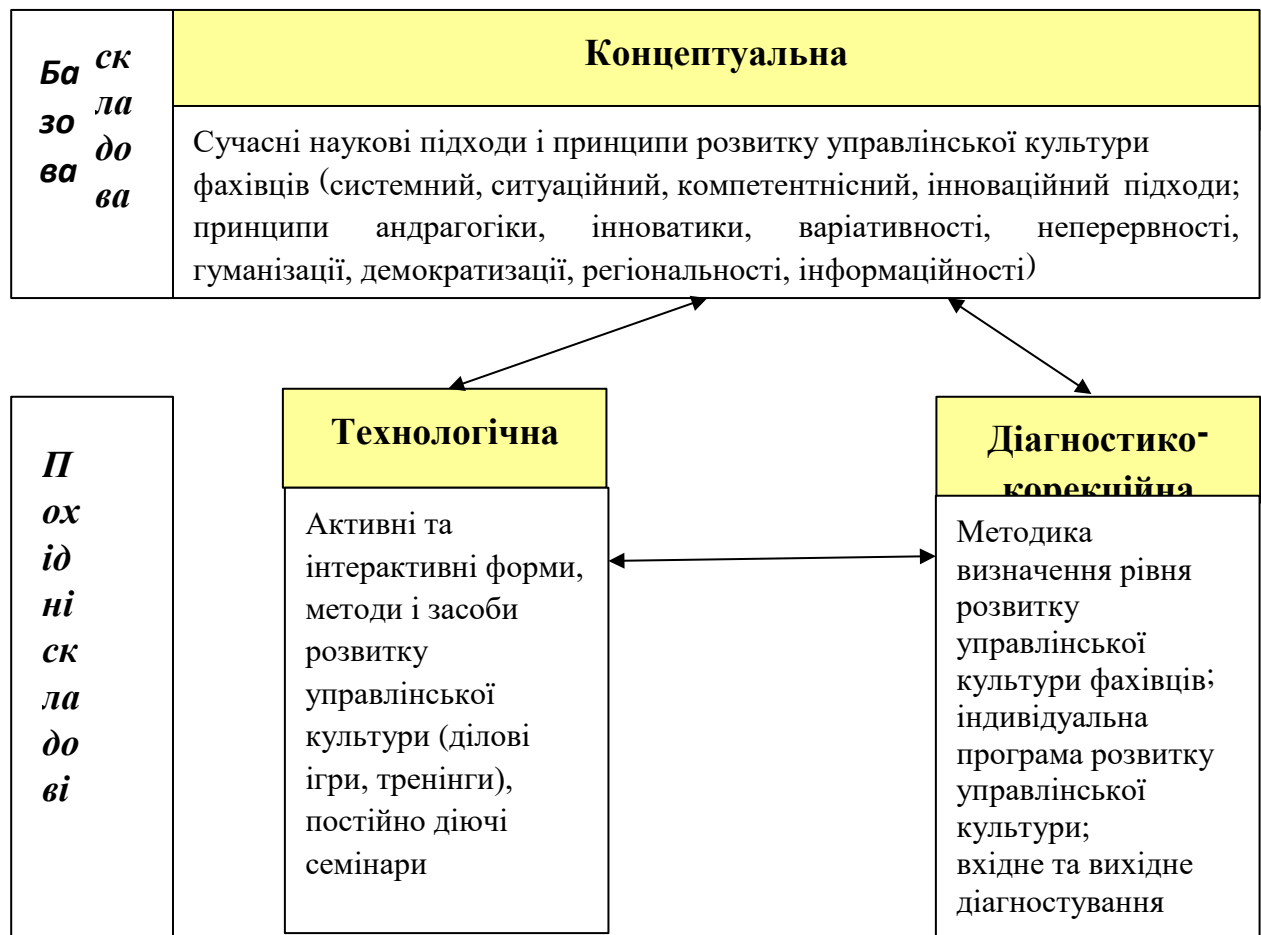 Ба
зо
ва
ск
ла
до
ва
Концептуальна
Сучасні наукові підходи і принципи розвитку управлінської культури
фахівців (системний, ситуаційний, компетентнісний, інноваційний підходи;
принципи андрагогіки, інноватики, варіативності, неперервності,
гуманізації, демократизації, регіональності, інформаційності)
П
ох
ід
ні
ск
ла
до
ві
Технологічна
Активні та
інтерактивні форми,
методи і засоби
розвитку
управлінської
культури (ділові
ігри, тренінги),
постійно діючі
семінари
Діагностико-
корекційна
Методика
визначення рівня
розвитку
управлінської
культури фахівців;
індивідуальна
програма розвитку
управлінської
культури;
вхідне та вихідне
діагностування